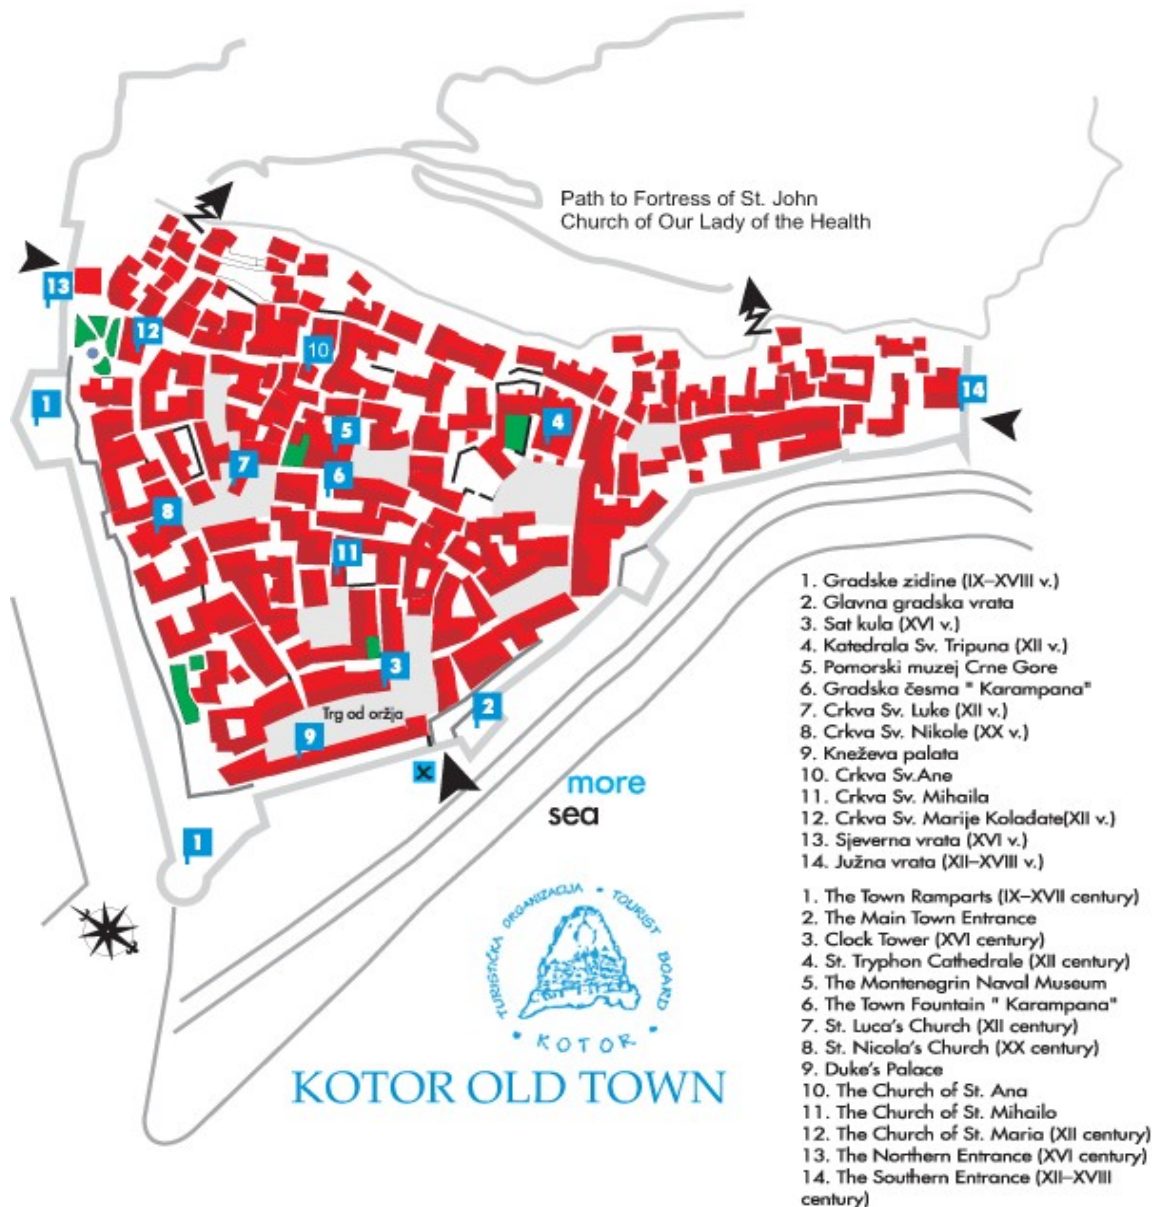 Path to Fortress of St. John
Church of Our Lady of the Health
13
12
10
1
14
5
4
7
6
8
11
3
2
Trg od oržja
9
more
sea
1
TURISTIČKA ORGANIZACIJA • TOURIST BOARD
• KOTOR •
KOTOR OLD TOWN
1. Gradske zidine (IX–XVIII v.)
2. Glavna gradska vrata
3. Sat kula (XVI v.)
4. Katedrala Sv. Tripuna (XII v.)
5. Pomorski muzej Crne Gore
6. Gradska česma " Karampana"
7. Crkva Sv. Luke (XII v.)
8. Crkva Sv. Nikole (XX v.)
9. Kneževa palata
10. Crkva Sv.Ane
11. Crkva Sv. Mihaila
12. Crkva Sv. Marije Koladate(XII v.)
13. Sjeverna vrata (XVI v.)
14. Južna vrata (XII–XVIII v.)
1. The Town Ramparts (IX–XVII century)
2. The Main Town Entrance
3. Clock Tower (XVI century)
4. St. Tryphon Cathedrale (XII century)
5. The Montenegrin Naval Museum
6. The Town Fountain " Karampana"
7. St. Luca's Church (XII century)
8. St. Nicola's Church (XX century)
9. Duke's Palace
10. The Church of St. Ana
11. The Church of St. Mihailo
12. The Church of St. Maria (XII century)
13. The Northern Entrance (XVI century)
14. The Southern Entrance (XII–XVIII
century)